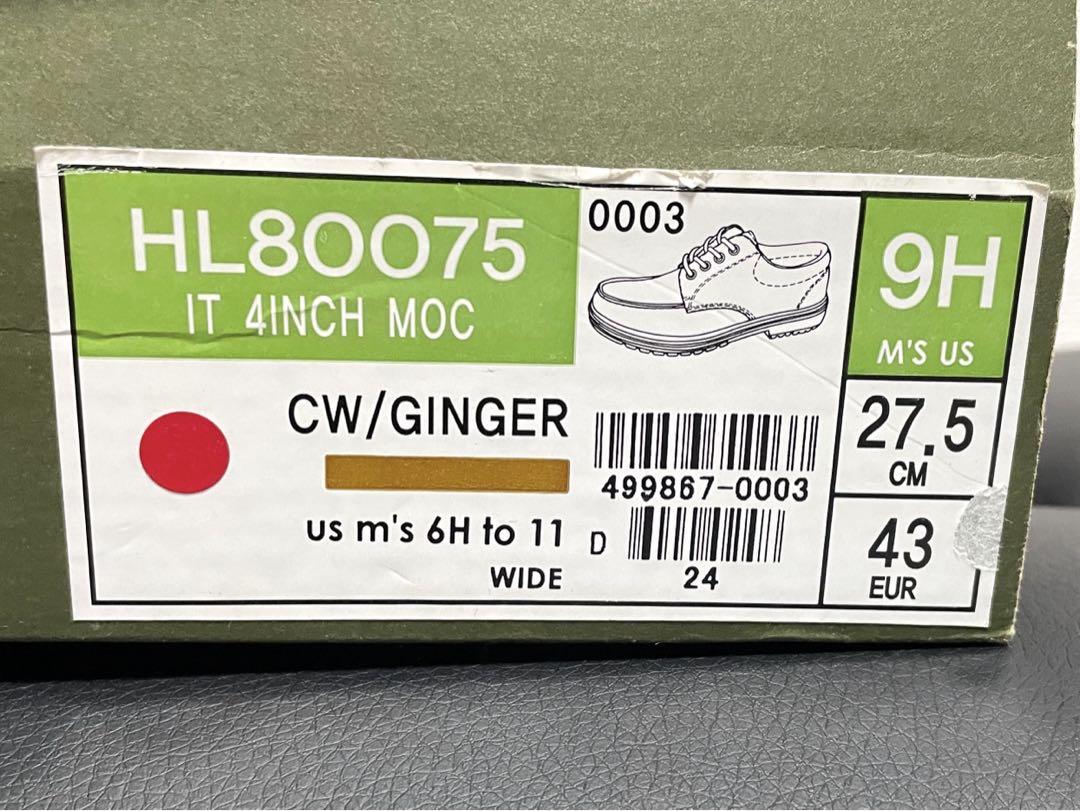 HL80075
IT 4INCH MOC
0003
9H
M'S US
CW/GINGER
us m's 6H to 11
WIDE
499867-0003
D
24
27.5
CM
43
EUR